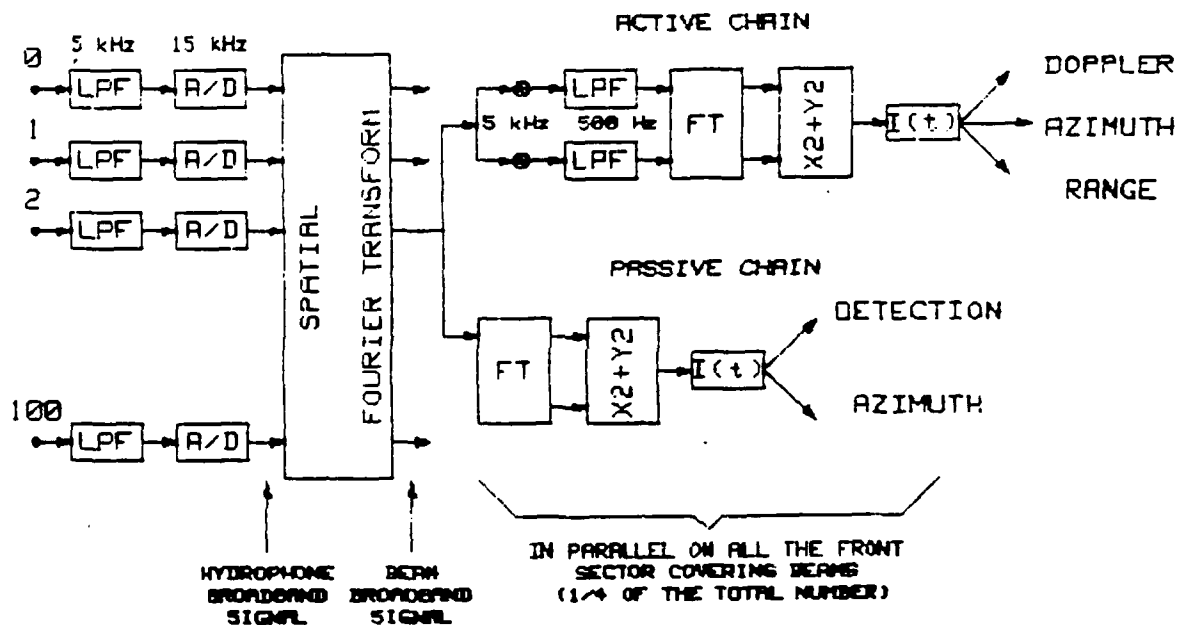 ACTIVE CHAIN
5 kHz 15 kHz
0
LPF A/D
LPF
DOPPLER
5 kHz 500 Hz
FT
X2+Y2
I(t)
AZIMUTH
1
LPF A/D
LPF
RANGE
2
LPF A/D
SPATIAL
FOURIER TRANSFORM
PASSIVE CHAIN
FT
X2+Y2
I(t)
DETECTION
AZIMUTH
100
LPF A/D
HYDROPHONE
BROADBAND
SIGNAL
BEAM
BROADBAND
SIGNAL
IN PARALLEL ON ALL THE FRONT
SECTOR COVERING BEAMS
(1/4 OF THE TOTAL NUMBER)